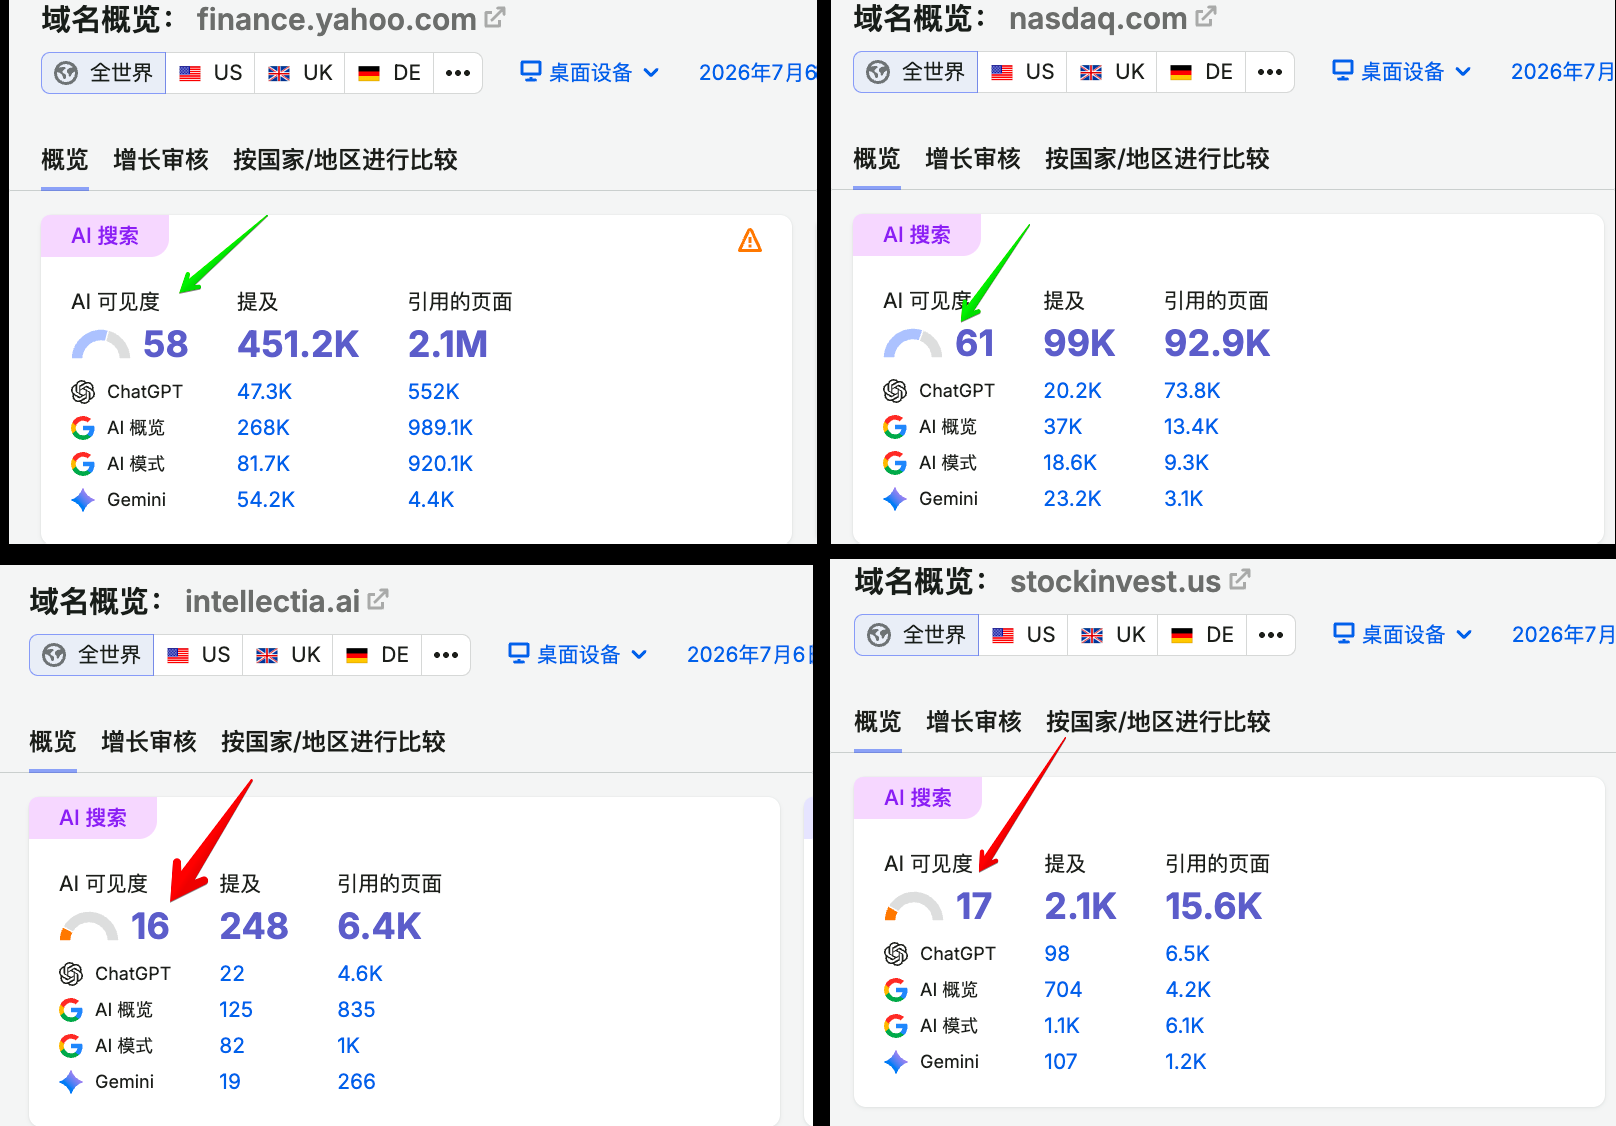 域名概览： finance.yahoo.com
全世界 US UK DE ••• 桌面设备 2026年7月6
概览 增长审核 按国家/地区进行比较
AI 搜索
AI 可见度 提及 引用的页面
58 451.2K 2.1M
ChatGPT 47.3K 552K
AI 概览 268K 989.1K
AI 模式 81.7K 920.1K
Gemini 54.2K 4.4K
域名概览： nasdaq.com
全世界 US UK DE ••• 桌面设备 2026年7月
概览 增长审核 按国家/地区进行比较
AI 搜索
AI 可见度 提及 引用的页面
61 99K 92.9K
ChatGPT 20.2K 73.8K
AI 概览 37K 13.4K
AI 模式 18.6K 9.3K
Gemini 23.2K 3.1K
域名概览： intellectia.ai
全世界 US UK DE ••• 桌面设备 2026年7月6日
概览 增长审核 按国家/地区进行比较
AI 搜索
AI 可见度 提及 引用的页面
16 248 6.4K
ChatGPT 22 4.6K
AI 概览 125 835
AI 模式 82 1K
Gemini 19 266
域名概览： stockinvest.us
全世界 US UK DE ••• 桌面设备 2026年7月
概览 增长审核 按国家/地区进行比较
AI 搜索
AI 可见度 提及 引用的页面
17 2.1K 15.6K
ChatGPT 98 6.5K
AI 概览 704 4.2K
AI 模式 1.1K 6.1K
Gemini 107 1.2K